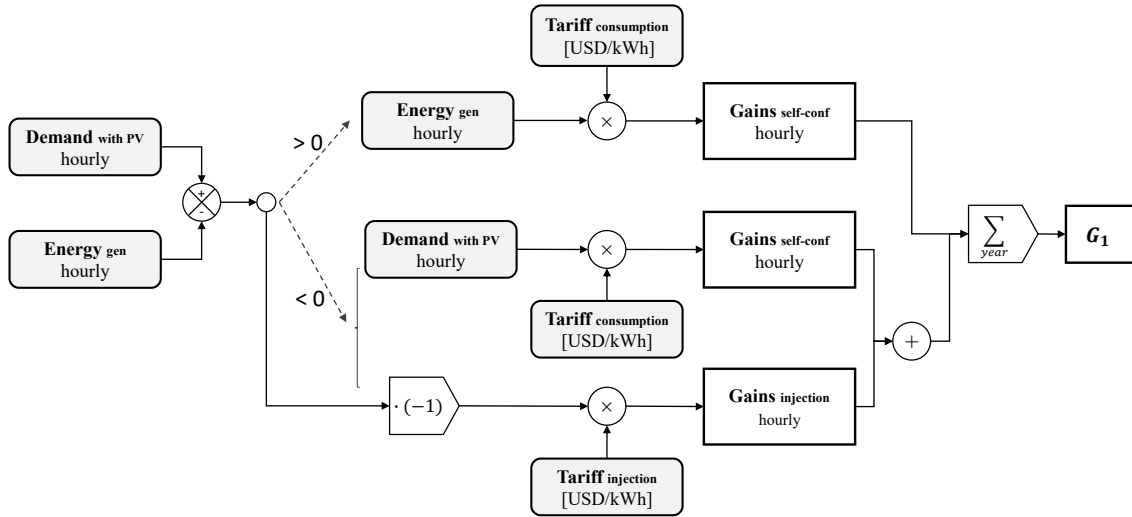 Tariff consumption
[USD/kWh]
Energy gen
hourly
×
Gains self-conf
hourly
Demand with PV
hourly
> 0
+
-
Energy gen
hourly
< 0
Demand with PV
hourly
×
Gains self-conf
hourly
∑
year
G₁
Tariff consumption
[USD/kWh]
+
· (−1)
×
Gains injection
hourly
Tariff injection
[USD/kWh]